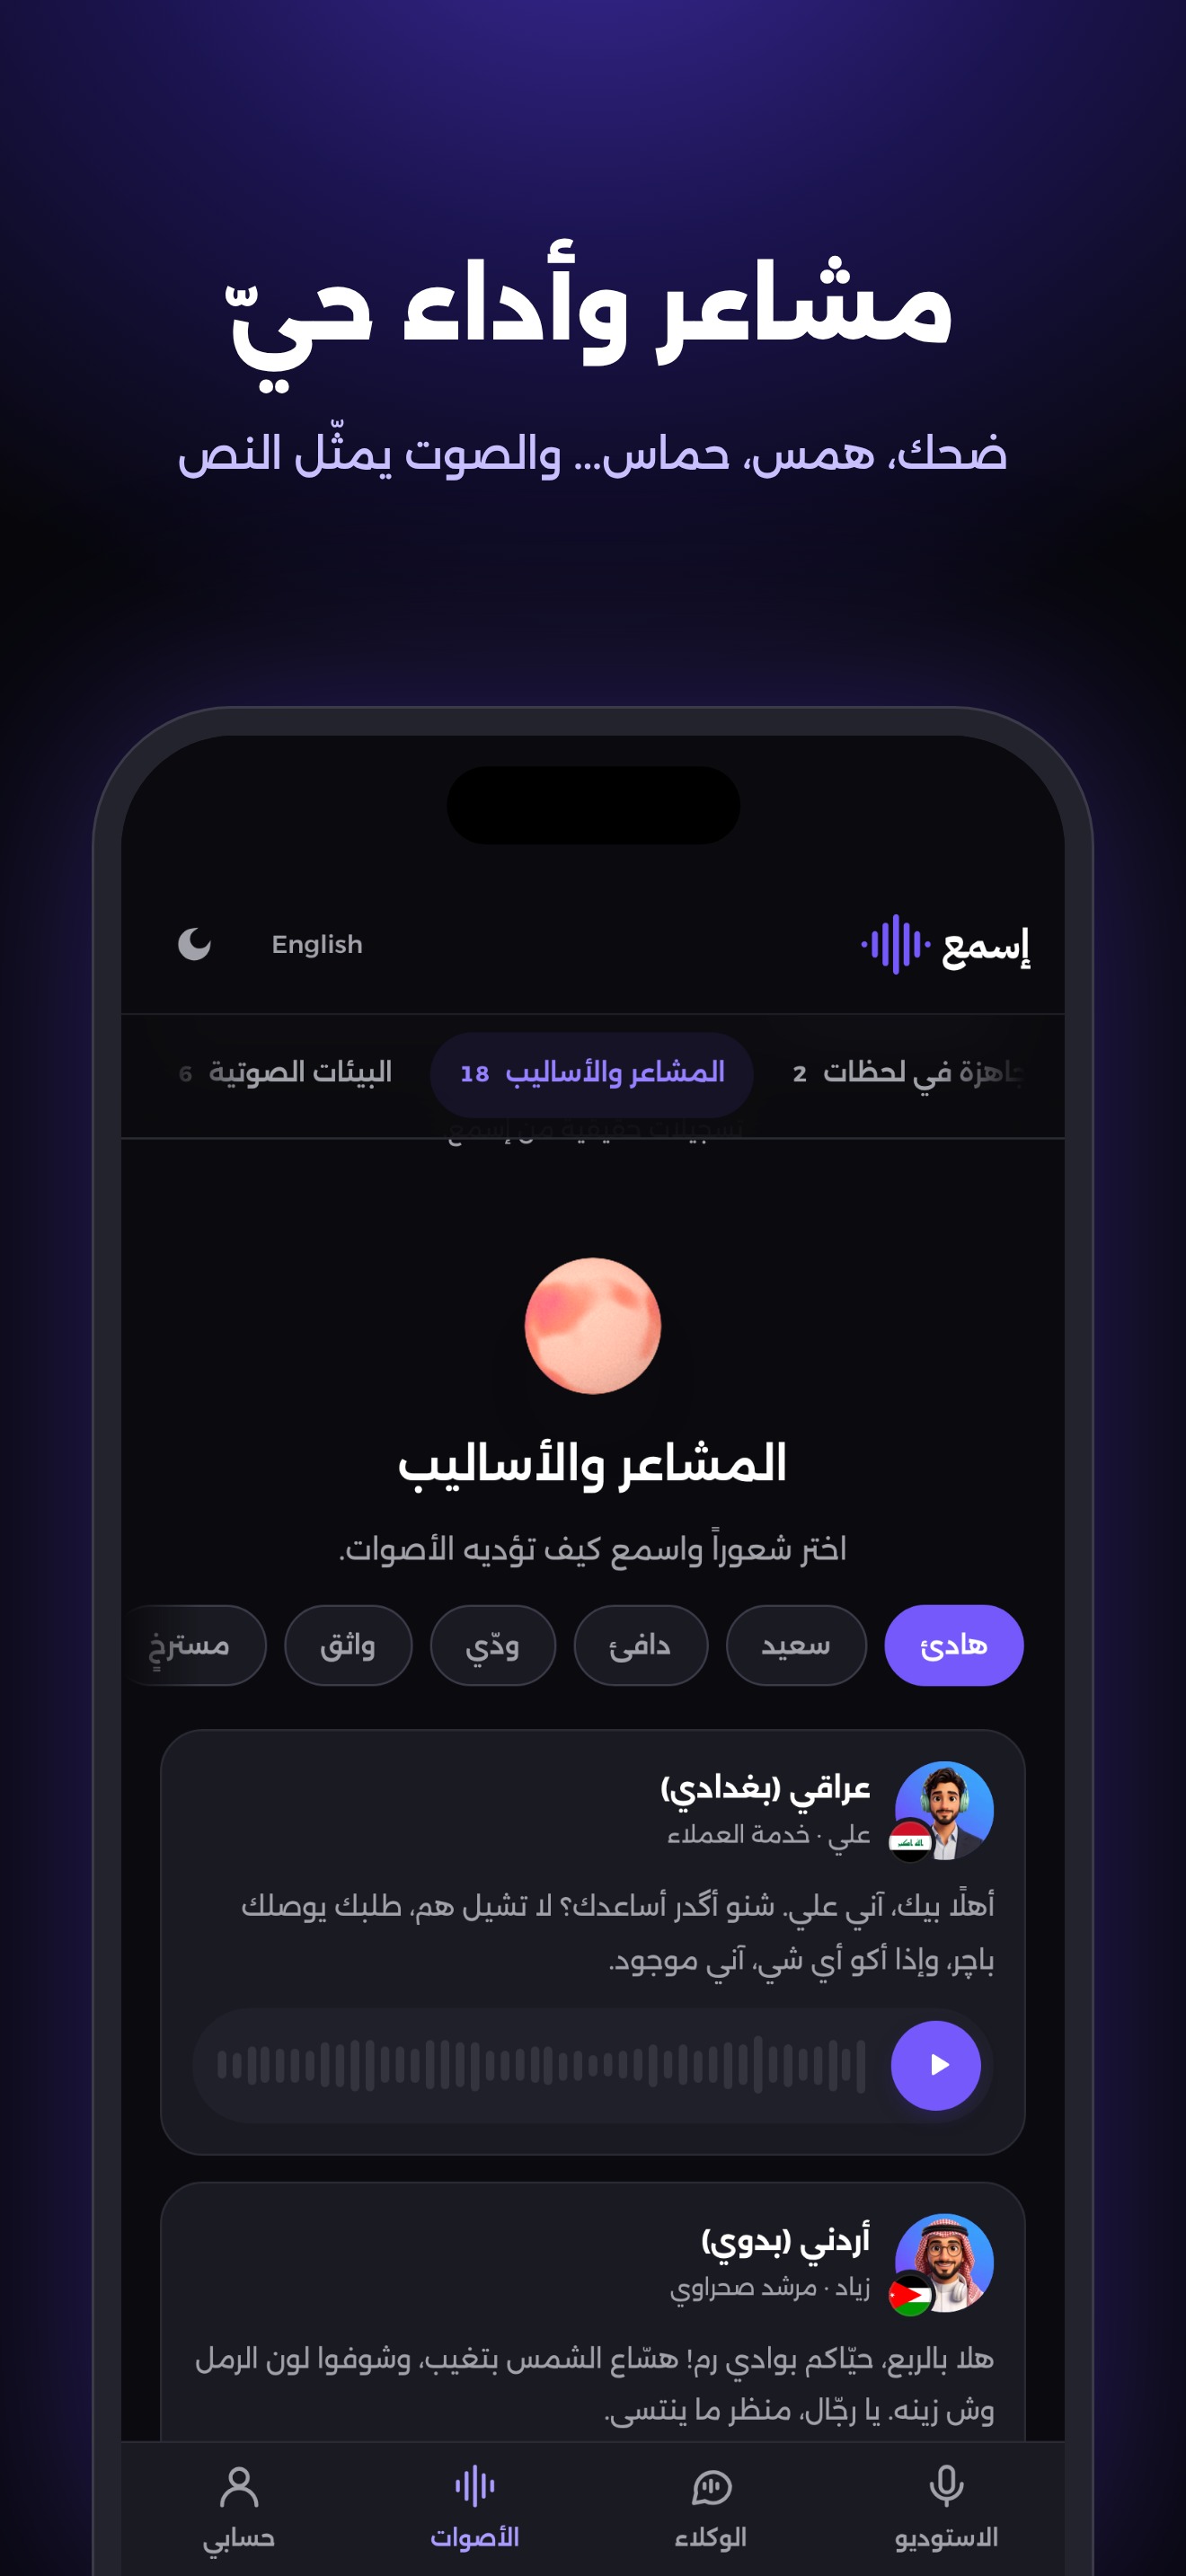 مشاعر وأداء حيّ
ضحك، همس، حماس... والصوت يمثّل النص
إسمع
English
جاهزة في لحظات 2
المشاعر والأساليب 18
البيئات الصوتية 6
تسجيلات حقيقية من إسمع
المشاعر والأساليب
اختر شعوراً واسمع كيف تؤديه الأصوات.
هادئ
سعيد
دافئ
ودّي
واثق
مسترخٍ
عراقي (بغدادي)
علي · خدمة العملاء
أهلًا بيك، آني علي. شنو أگدر أساعدك؟ لا تشيل هم، طلبك يوصلك
باچر، وإذا أكو أي شي، آني موجود.
أردني (بدوي)
زياد · مرشد صحراوي
هلا بالربع، حيّاكم بوادي رم! هسّاع الشمس بتغيب، وشوفوا لون الرمل
وش زينه. يا رجّال، منظر ما ينتسى.
الاستوديو
الوكلاء
الأصوات
حسابي